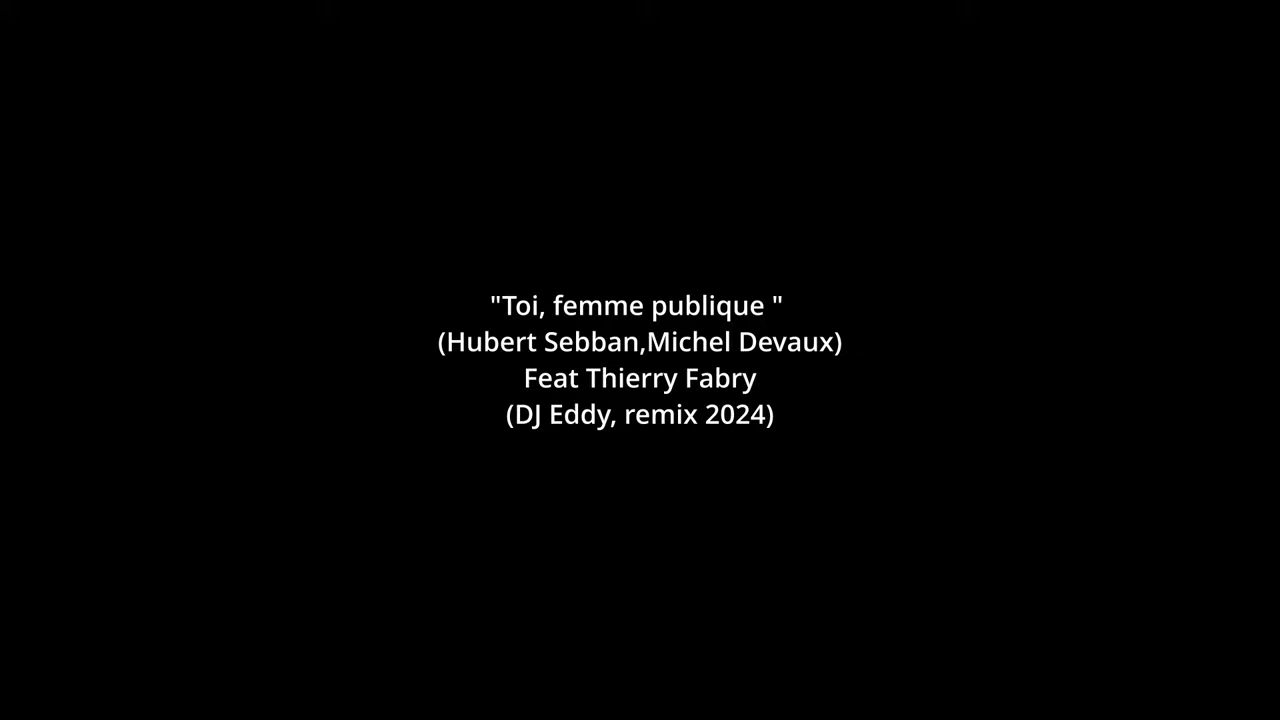 "Toi, femme publique "
(Hubert Sebban,Michel Devaux)
Feat Thierry Fabry
(DJ Eddy, remix 2024)